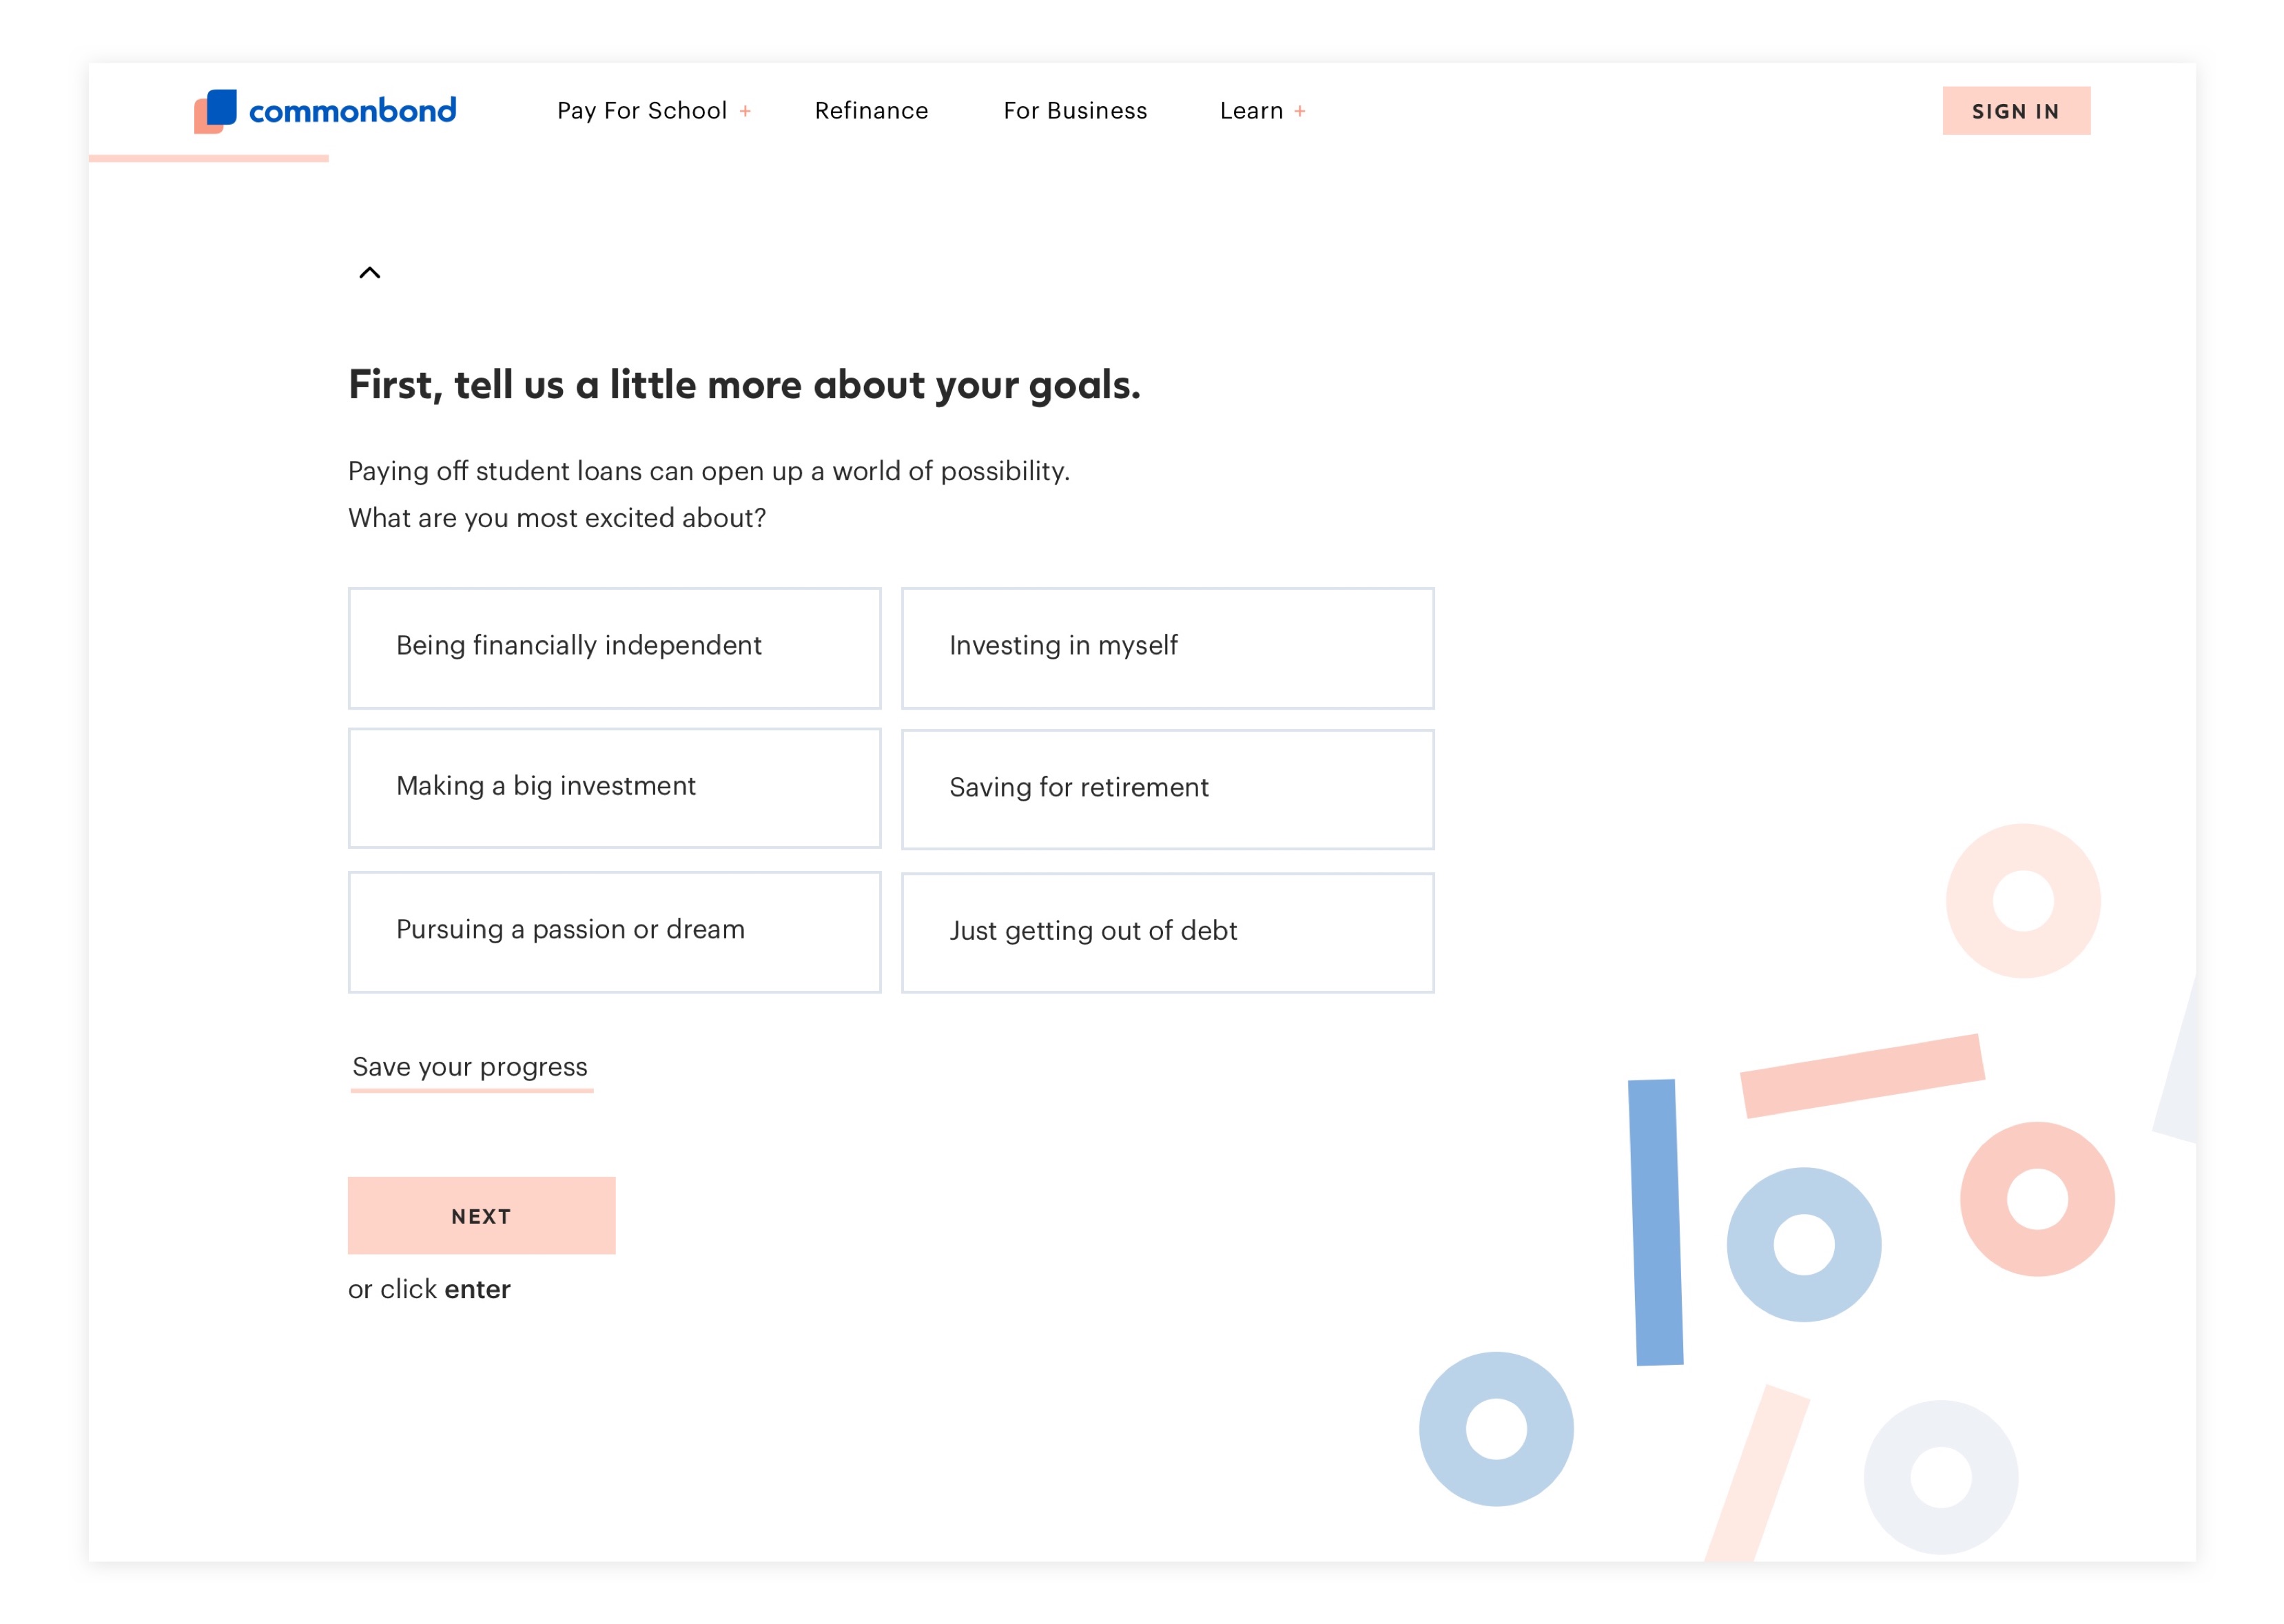 commonbond
Pay For School +
Refinance
For Business
Learn +
SIGN IN
First, tell us a little more about your goals.
Paying off student loans can open up a world of possibility.
What are you most excited about?
Being financially independent
Investing in myself
Making a big investment
Saving for retirement
Pursuing a passion or dream
Just getting out of debt
Save your progress
NEXT
or click enter